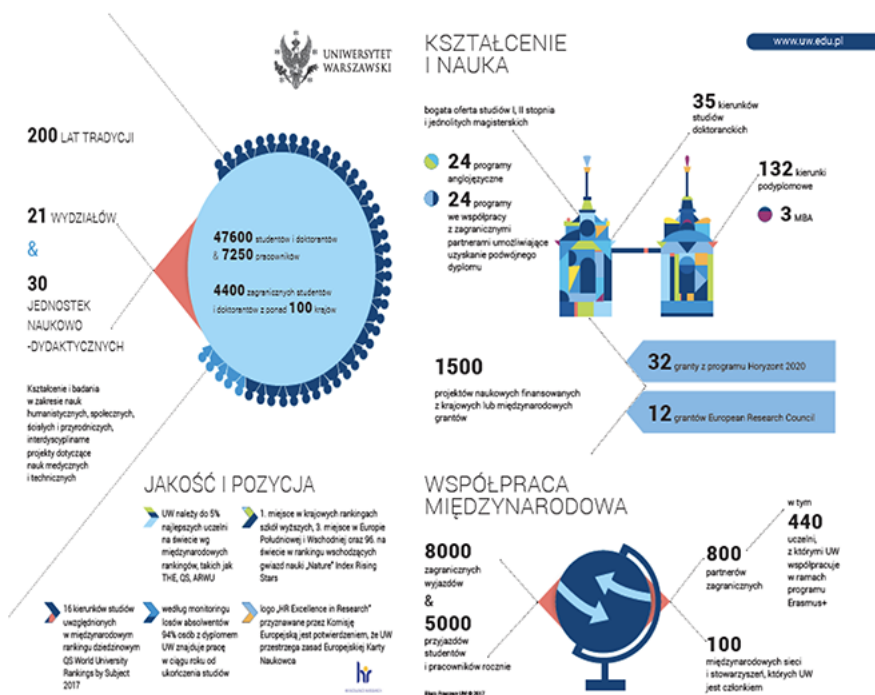 UNIWERSYTET
WARSZAWSKI
200 LAT TRADYCJI
21 WYDZIAŁÓW
&
30
JEDNOSTEK
NAUKOWO
-DYDAKTYCZNYCH
Kształcenie i badania
w zakresie nauk
humanistycznych, społecznych,
ścisłych i przyrodniczych,
interdyscyplinarne
projekty dotyczące
nauk medycznych
i technicznych
47600 studentów i doktorantów
& 7250 pracowników
4400 zagranicznych studentów
i doktorantów z ponad 100 krajów
KSZTAŁCENIE
I NAUKA
www.uw.edu.pl
bogata oferta studiów I, II stopnia
i jednolitych magisterskich
24 programy
anglojęzyczne
24 programy
we współpracy
z zagranicznymi
partnerami umożliwiające
uzyskanie podwójnego
dyplomu
35 kierunków
studiów
doktoranckich
132 kierunki
podyplomowe
3 MBA
1500
projektów naukowych finansowanych
z krajowych lub międzynarodowych
grantów
32 granty z programu Horyzont 2020
12 grantów European Research Council
JAKOŚĆ I POZYCJA
UW należy do 5%
najlepszych uczelni
na świecie wg
międzynarodowych
rankingów, takich jak
THE, QS, ARWU
1. miejsce w krajowych rankingach
szkół wyższych, 3. miejsce w Europie
Południowej i Wschodniej oraz 96. na
świecie w rankingu wschodzących
gwiazd nauki „Nature" Index Rising
Stars
16 kierunków studiów
uwzględnionych
w międzynarodowym
rankingu dziedzinowym
QS World University
Rankings by Subject
2017
według monitoringu
losów absolwentów
94% osób z dyplomem
UW znajduje pracę
w ciągu roku od
ukończenia studiów
logo „HR Excellence in Research"
przyznawane przez Komisję
Europejską jest potwierdzeniem, że UW
przestrzega zasad Europejskiej Karty
Naukowca
hr
WSPÓŁPRACA
MIĘDZYNARODOWA
8000
zagranicznych
wyjazdów
&
5000
przyjazdów
studentów
i pracowników rocznie
800
partnerów
zagranicznych
w tym
440
uczelni,
z którymi UW
współpracuje
w ramach
programu
Erasmus+
100
międzynarodowych sieci
i stowarzyszeń, których UW
jest członkiem